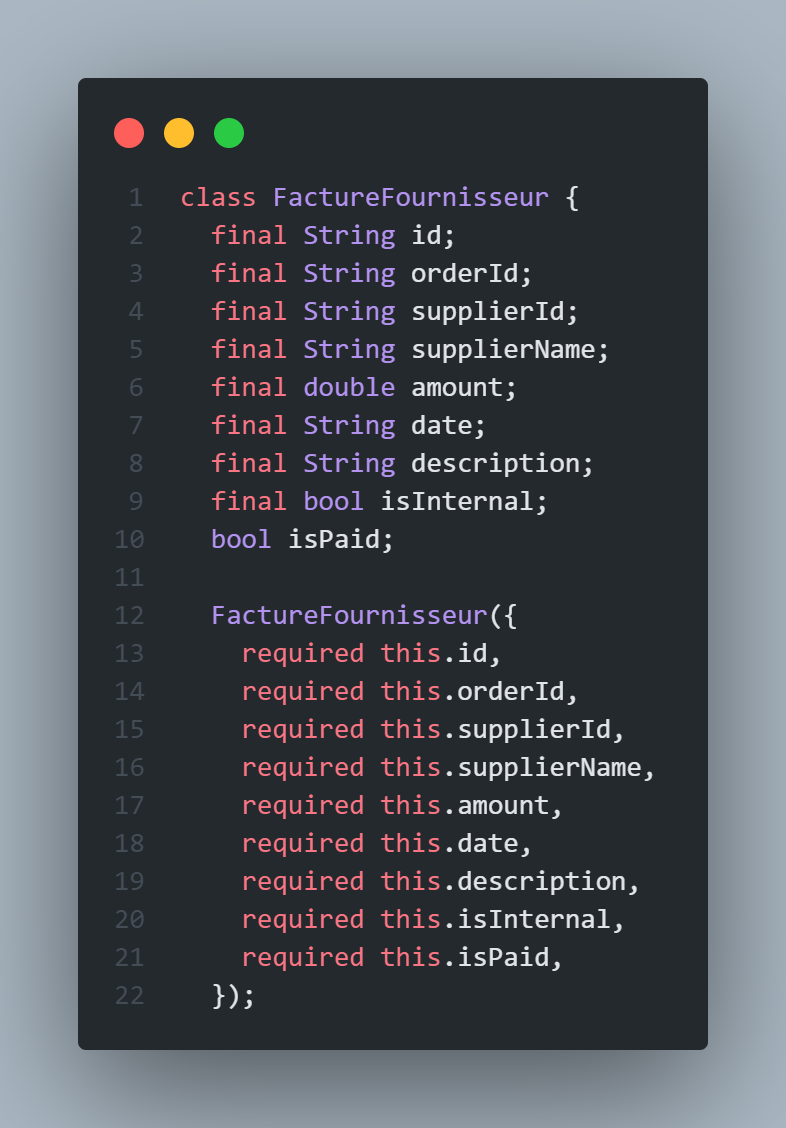 1 class FactureFournisseur {
2 final String id;
3 final String orderId;
4 final String supplierId;
5 final String supplierName;
6 final double amount;
7 final String date;
8 final String description;
9 final bool isInternal;
10 bool isPaid;
11
12 FactureFournisseur({
13 required this.id,
14 required this.orderId,
15 required this.supplierId,
16 required this.supplierName,
17 required this.amount,
18 required this.date,
19 required this.description,
20 required this.isInternal,
21 required this.isPaid,
22 });